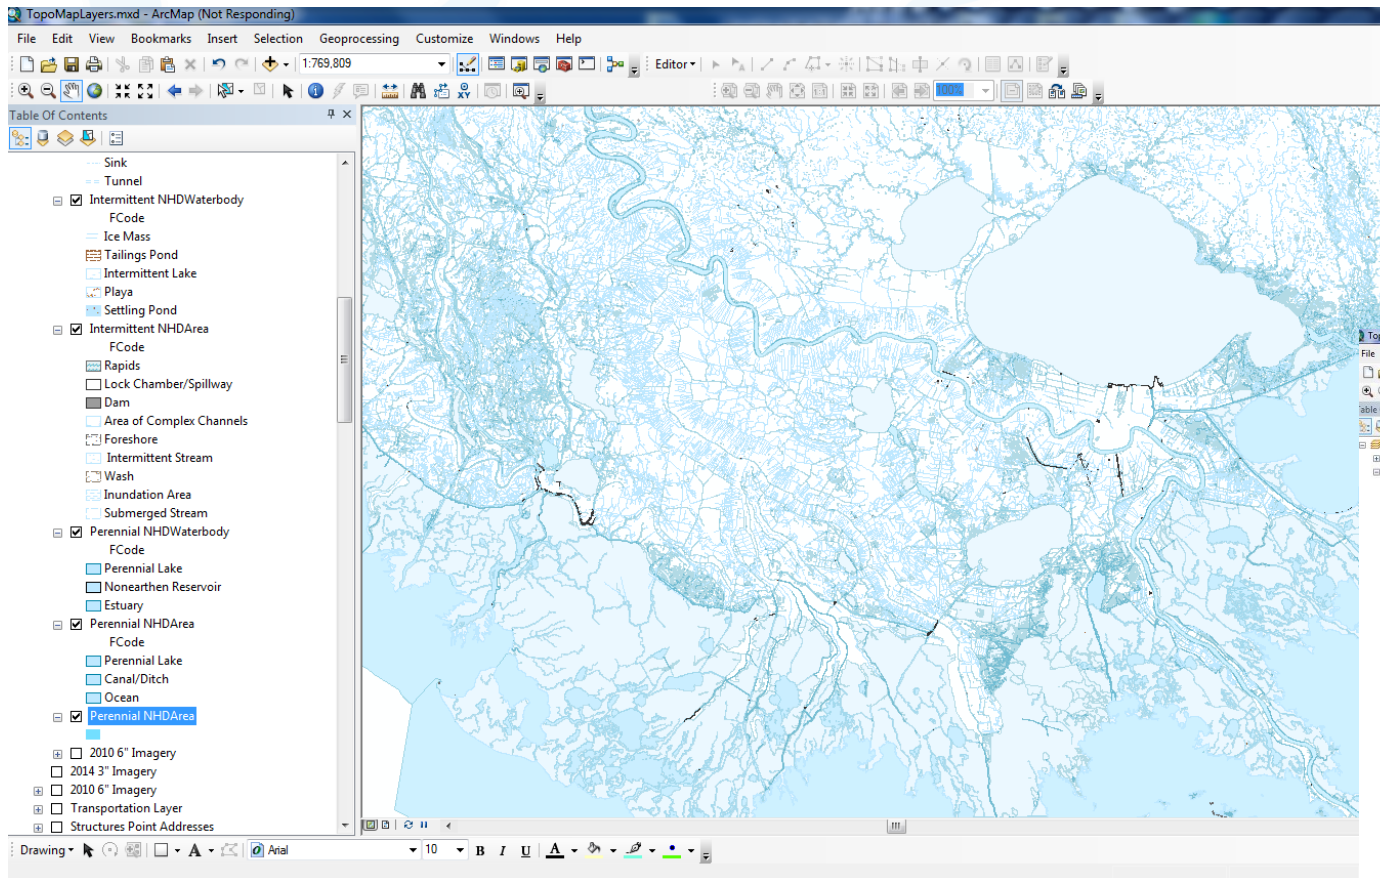 TopoMapLayers.mxd - ArcMap (Not Responding)
File Edit View Bookmarks Insert Selection Geoprocessing Customize Windows Help
1:769,809 Editor
100%
Table Of Contents
Sink
Tunnel
Intermittent NHDWaterbody
FCode
Ice Mass
Tailings Pond
Intermittent Lake
Playa
Settling Pond
Intermittent NHDArea
FCode
Rapids
Lock Chamber/Spillway
Dam
Area of Complex Channels
Foreshore
Intermittent Stream
Wash
Inundation Area
Submerged Stream
Perennial NHDWaterbody
FCode
Perennial Lake
Nonearthen Reservoir
Estuary
Perennial NHDArea
FCode
Perennial Lake
Canal/Ditch
Ocean
Perennial NHDArea
2010 6" Imagery
2014 3" Imagery
2010 6" Imagery
Transportation Layer
Structures Point Addresses
Top
File
able
Drawing A Arial 10 B I U A